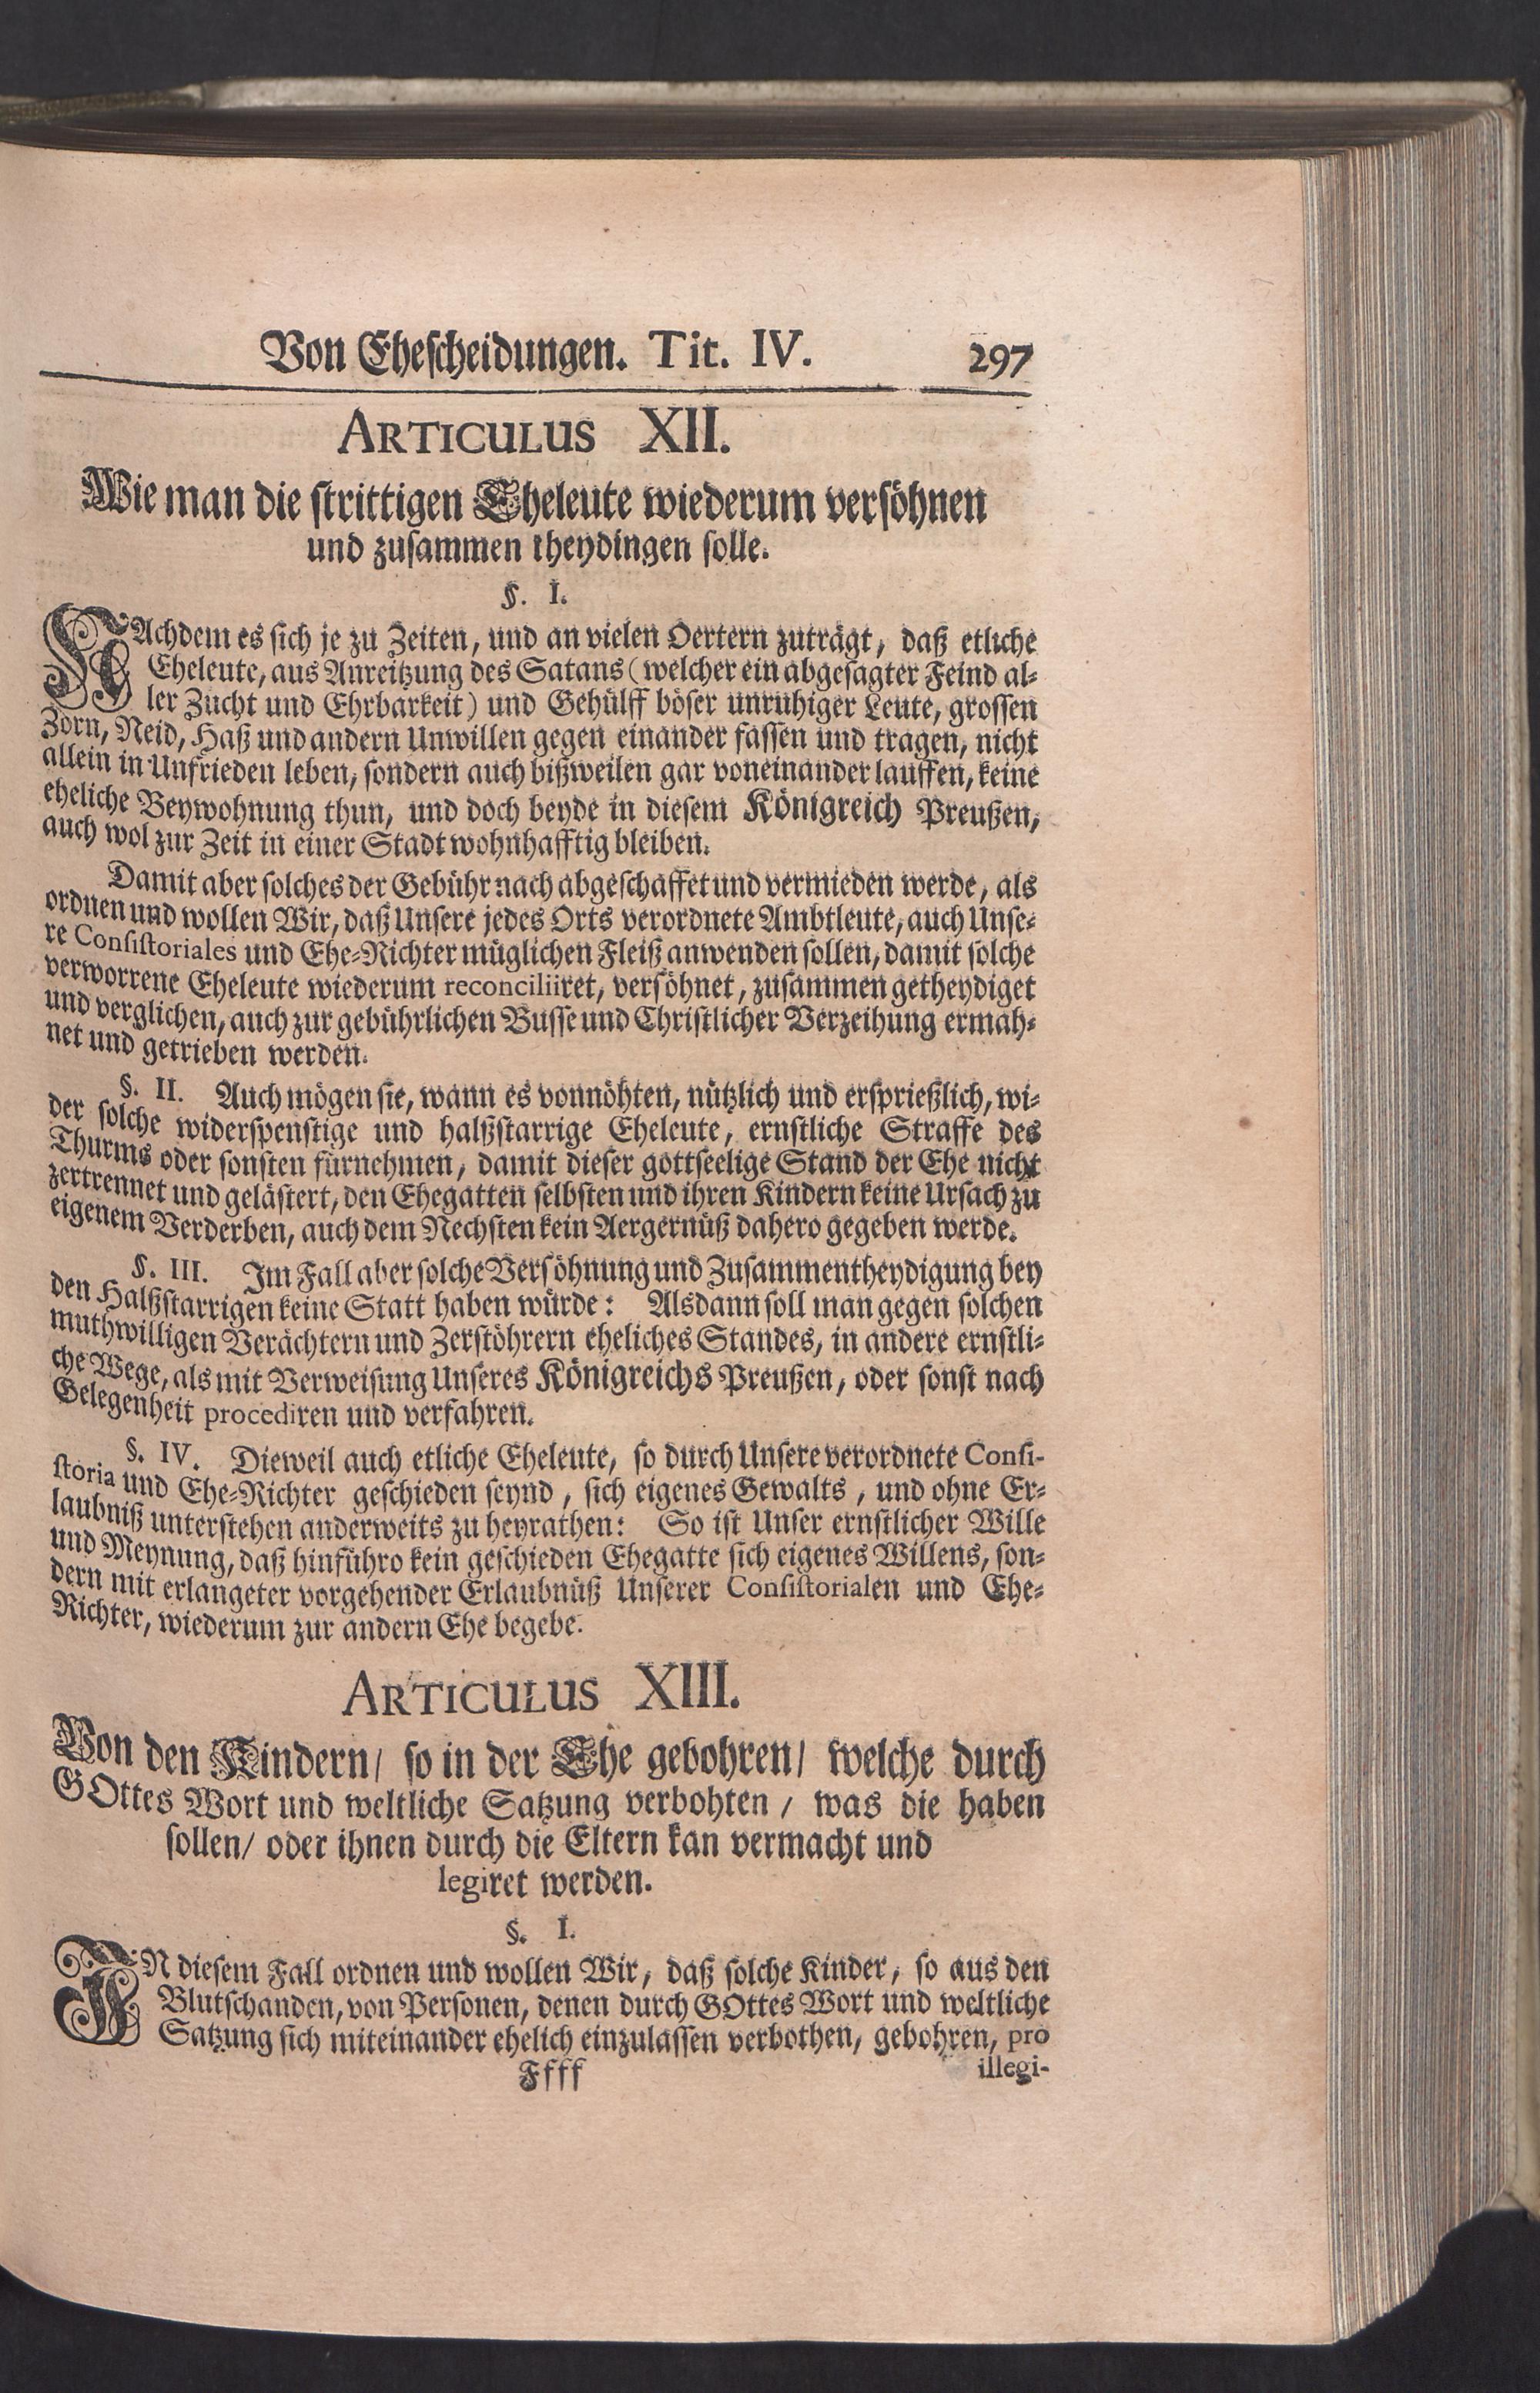 Von Ehescheidungen. Tit. IV. 297
ARTICULUS XII.
Wie man die strittigen Eheleute wiederum versöhnen
und zusammen theydingen solle.
§. I.
NAchdem es sich je zu Zeiten, und an vielen Oertern zuträgt, daß etliche
Eheleute, aus Anreitzung des Satans (welcher ein abgesagter Feind al-
ler Zucht und Ehrbarkeit) und Gehülff böser unruhiger Leute, grossen
Zorn, Neid, Haß und andern Unwillen gegen einander fassen und tragen, nicht
allein in Unfrieden leben, sondern auch bißweilen gar voneinander lauffen, keine
eheliche Beywohnung thun, und doch beyde in diesem Königreich Preußen,
auch wol zur Zeit in einer Stadt wohnhafftig bleiben.
Damit aber solches der Gebühr nach abgeschaffet und vermieden werde, als
ordnen und wollen Wir, daß Unsere jedes Orts verordnete Ambtleute, auch Unse-
re Consistoriales und Ehe-Richter müglichen Fleiß anwenden sollen, damit solche
verworrene Eheleute wiederum reconciliiret, versöhnet, zusammen getheydiget
und verglichen, auch zur gebührlichen Busse und Christlicher Verzeihung ermah-
net und getrieben werden.
§. II. Auch mögen sie, wann es vonnöhten, nützlich und ersprießlich, wi-
der solche widerspenstige und halßstarrige Eheleute, ernstliche Straffe des
Thurms oder sonsten fürnehmen, damit dieser gottseelige Stand der Ehe nicht
zertrennet und gelästert, den Ehegatten selbsten und ihren Kindern keine Ursach zu
eigenem Verderben, auch dem Nechsten kein Aergernüß dahero gegeben werde.
§. III. Im Fall aber solche Versöhnung und Zusammentheydigung bey
den Halßstarrigen keine Statt haben würde: Alsdann soll man gegen solchen
muthwilligen Verächtern und Zerstöhrern eheliches Standes, in andere ernstli-
che Wege, als mit Verweisung Unseres Königreichs Preußen, oder sonst nach
Gelegenheit procediren und verfahren.
§. IV. Dieweil auch etliche Eheleute, so durch Unsere verordnete Consi-
storia und Ehe-Richter geschieden seynd, sich eigenes Gewalts, und ohne Er-
laubniß unterstehen anderweits zu heyrathen: So ist Unser ernstlicher Wille
und Meynung, daß hinführo kein geschieden Ehegatte sich eigenes Willens, son-
dern mit erlangeter vorgehender Erlaubnüß Unserer Consistorialen und Ehe-
Richter, wiederum zur andern Ehe begebe.
ARTICULUS XIII.
Von den Kindern/ so in der Ehe gebohren/ welche durch
GOttes Wort und weltliche Satzung verbohten / was die haben
sollen/ oder ihnen durch die Eltern kan vermacht und
legiret werden.
§. I.
IN diesem Fall ordnen und wollen Wir, daß solche Kinder, so aus den
Blutschanden, von Personen, denen durch GOttes Wort und weltliche
Satzung sich miteinander ehelich einzulassen verbothen, gebohren, pro
Ffff illegi-